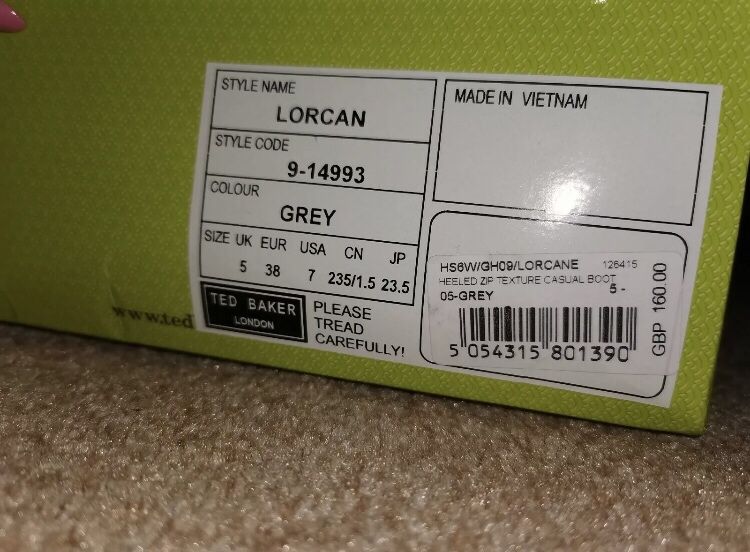 STYLE NAME
LORCAN
STYLE CODE
9-14993
COLOUR
GREY
SIZE UK EUR USA CN JP
5 38 7 235/1.5 23.5
TED BAKER
LONDON
PLEASE
TREAD
CAREFULLY!
MADE IN VIETNAM
HS6W/GH09/LORCANE 126415
HEELED ZIP TEXTURE CASUAL BOOT
05-GREY 5 -
5 054315 801390
GBP 160.00
www.ted